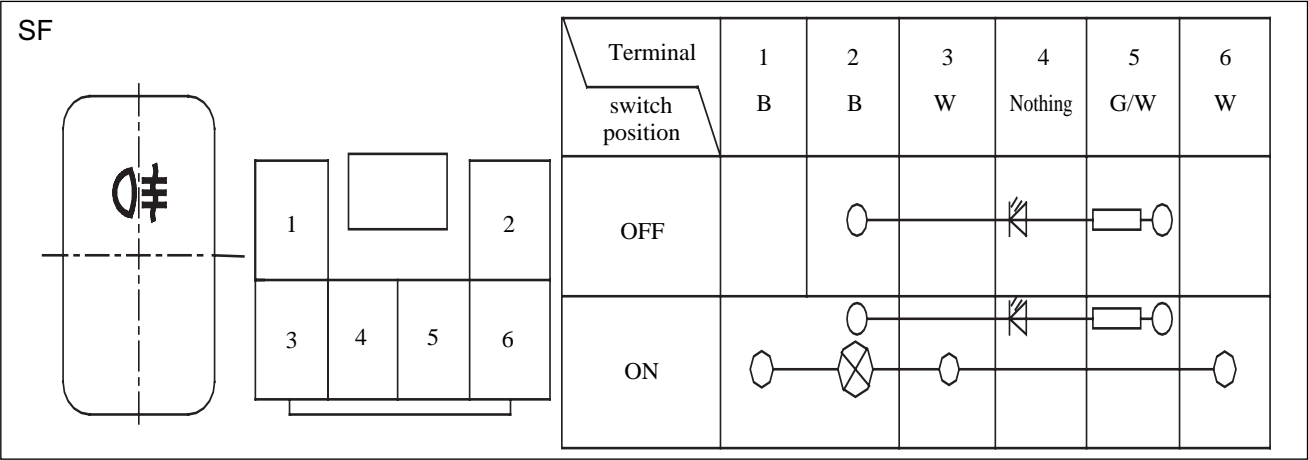 SF
1
2
3
4
5
6
Terminal
switch
position
1 2 3 4 5 6
B B W Nothing G/W W
OFF
ON